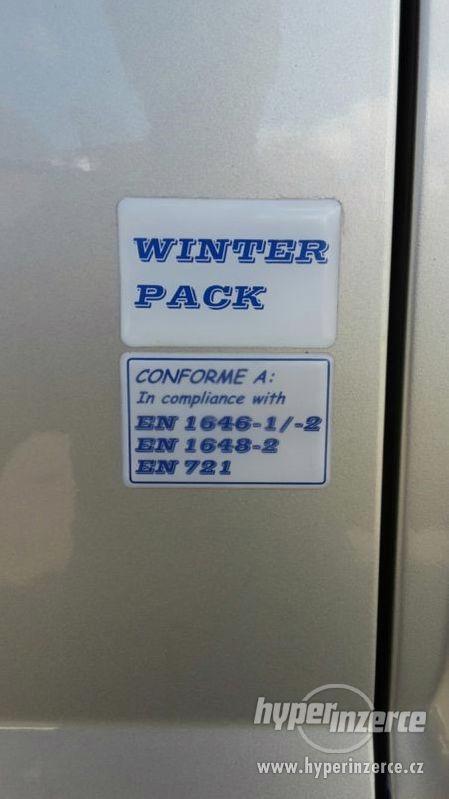 WINTER
PACK
CONFORME A:
In compliance with
EN 1646-1/-2
EN 1648-2
EN 721
hyperinzerce
www.hyperinzerce.cz